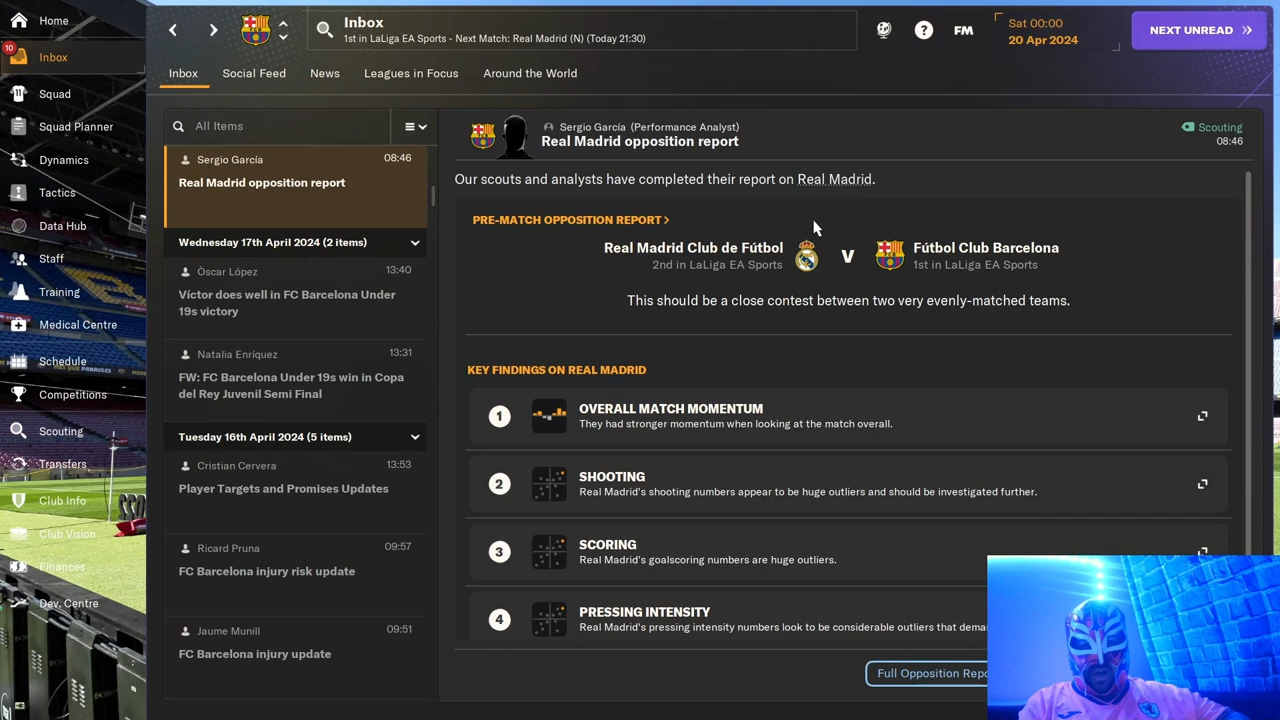 Home
Inbox
1st in LaLiga EA Sports - Next Match: Real Madrid (N) (Today 21:30)
FM
Sat 00:00
20 Apr 2024
NEXT UNREAD
10
Inbox
Squad
Squad Planner
Dynamics
Tactics
Data Hub
Staff
Training
Medical Centre
Schedule
Competitions
Scouting
Transfers
Club Info
Club Vision
Finances
Dev. Centre
Inbox
Social Feed
News
Leagues in Focus
Around the World
All Items
Sergio García 08:46
Real Madrid opposition report
Wednesday 17th April 2024 (2 items)
Òscar López 13:40
Víctor does well in FC Barcelona Under
19s victory
Natalia Enríquez 13:31
FW: FC Barcelona Under 19s win in Copa
del Rey Juvenil Semi Final
Tuesday 16th April 2024 (5 items)
Cristian Cervera 13:53
Player Targets and Promises Updates
Ricard Pruna 09:57
FC Barcelona injury risk update
Jaume Munill 09:51
FC Barcelona injury update
Sergio García (Performance Analyst)
Real Madrid opposition report
Scouting
08:46
Our scouts and analysts have completed their report on Real Madrid.
PRE-MATCH OPPOSITION REPORT >
Real Madrid Club de Fútbol
2nd in LaLiga EA Sports
V
Fútbol Club Barcelona
1st in LaLiga EA Sports
This should be a close contest between two very evenly-matched teams.
KEY FINDINGS ON REAL MADRID
1
OVERALL MATCH MOMENTUM
They had stronger momentum when looking at the match overall.
2
SHOOTING
Real Madrid's shooting numbers appear to be huge outliers and should be investigated further.
3
SCORING
Real Madrid's goalscoring numbers are huge outliers.
4
PRESSING INTENSITY
Real Madrid's pressing intensity numbers look to be considerable outliers that
Full Opposition